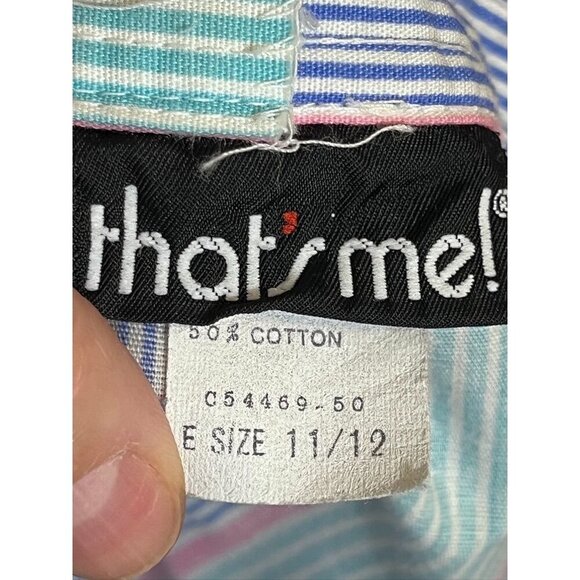 that's me!®
50% COTTON
C54469-50
E SIZE 11/12